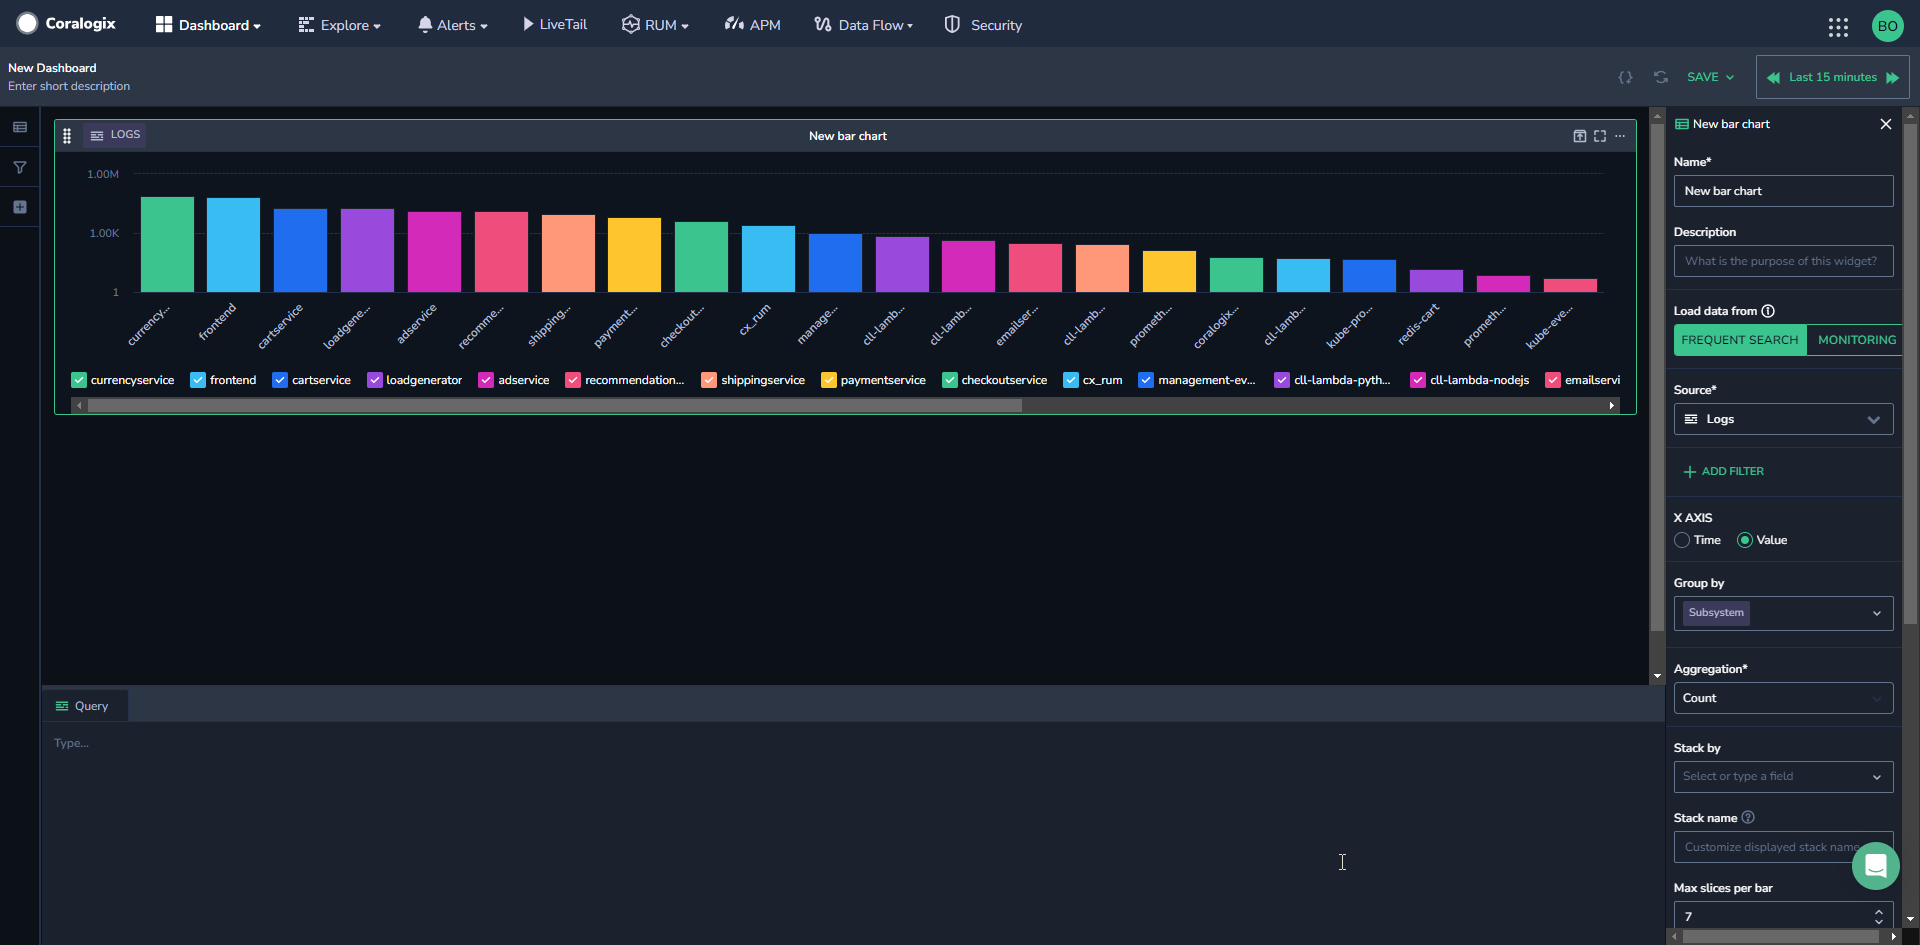 Coralogix
Dashboard
Explore
Alerts
LiveTail
RUM
APM
Data Flow
Security
BO
New Dashboard
Enter short description
SAVE
Last 15 minutes
LOGS
New bar chart
1.00M
1.00K
1
currency...
frontend
cartservice
loadgene...
adservice
recomme...
shipping...
payment...
checkout...
cx_rum
manage...
cll-lamb...
cll-lamb...
emailser...
cll-lamb...
prometh...
coralogix...
cll-lamb...
kube-pro...
redis-cart
prometh...
kube-eve...
currencyservice
frontend
cartservice
loadgenerator
adservice
recommendation...
shippingservice
paymentservice
checkoutservice
cx_rum
management-ev...
cll-lambda-pyth...
cll-lambda-nodejs
emailservi
Query
Type...
New bar chart
Name*
New bar chart
Description
What is the purpose of this widget?
Load data from
FREQUENT SEARCH
MONITORING
Source*
Logs
ADD FILTER
X AXIS
Time
Value
Group by
Subsystem
Aggregation*
Count
Stack by
Select or type a field
Stack name
Customize displayed stack name
Max slices per bar
7